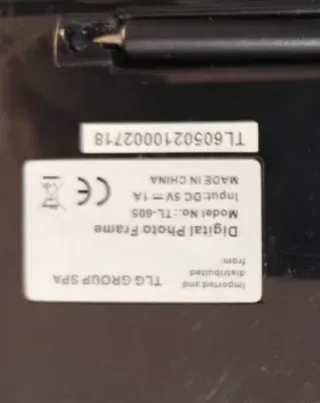 Imported and
distributed
from:
TLG GROUP SPA
Digital Photo Frame
Model No.: TL-605
Input:DC 5V⎓1A
MADE IN CHINA
CE
TL6050210002718